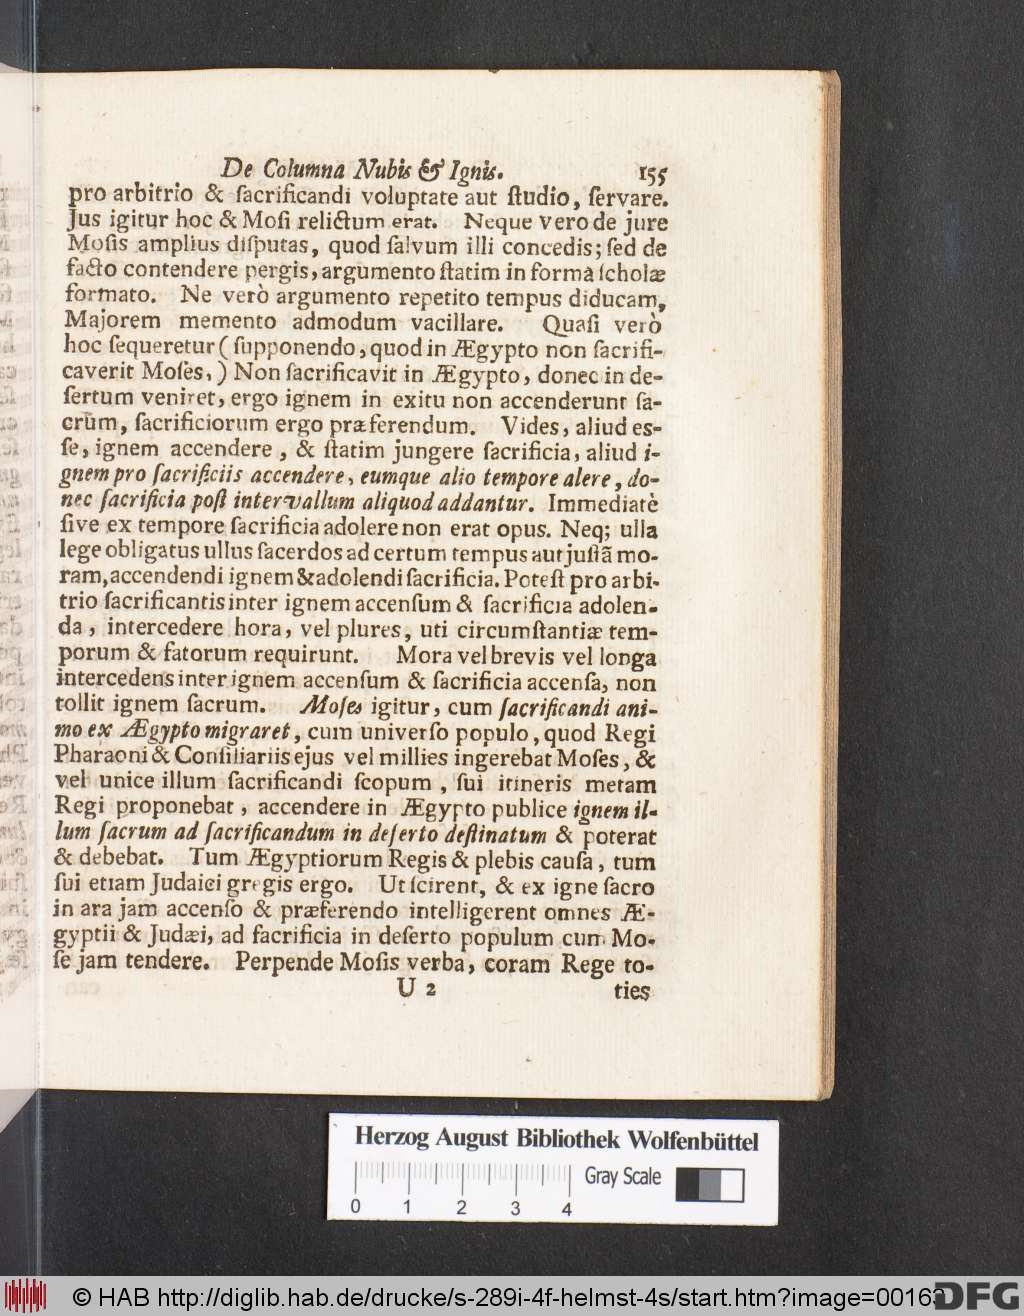 De Columna Nubis & Ignis. 155
pro arbitrio & ſacrificandi voluptate aut ſtudio, ſervare.
Jus igitur hoc & Moſi relictum erat. Neque vero de jure
Moſis amplius diſputas, quod ſalvum illi concedis; ſed de
facto contendere pergis, argumento ſtatim in formâ ſcholæ
formato. Ne verò argumento repetito tempus diducam,
Majorem memento admodum vacillare. Quaſi verò
hoc ſequeretur ( ſupponendo, quod in Ægypto non ſacrifi-
caverit Moſès, ) Non ſacrificavit in Ægypto, donec in de-
ſertum veniret, ergo ignem in exitu non accenderunt ſa-
crum, ſacrificiorum ergo præferendum. Vides, aliud es-
ſe, ignem accendere, & ſtatim jungere ſacrificia, aliud i-
gnem pro ſacrificiis accendere, eumque alio tempore alere, do-
nec ſacrificia poſt intervallum aliquod addantur. Immediatè
ſive ex tempore ſacrificia adolere non erat opus. Neq; ulla
lege obligatus ullus ſacerdos ad certum tempus aut juſtã mo-
ram, accendendi ignem & adolendi ſacrificia. Poteſt pro arbi-
trio ſacrificantis inter ignem accenſum & ſacrificia adolen-
da, intercedere hora, vel plures, uti circumſtantiæ tem-
porum & fatorum requirunt. Mora vel brevis vel longa
intercedens inter ignem accenſum & ſacrificia accenſa, non
tollit ignem ſacrum. Moſes igitur, cum ſacrificandi ani-
mo ex Ægypto migraret, cum univerſo populo, quod Regi
Pharaoni & Conſiliariis ejus vel millies ingerebat Moſes, &
vel unice illum ſacrificandi ſcopum, ſui itineris metam
Regi proponebat, accendere in Ægypto publice ignem il-
lum ſacrum ad ſacrificandum in deſerto deſtinatum & poterat
& debebat. Tum Ægyptiorum Regis & plebis cauſa, tum
ſui etiam Judaici gregis ergo. Ut ſcirent, & ex igne ſacro
in ara jam accenſo & præferendo intelligerent omnes Æ-
gyptii & Judæi, ad ſacrificia in deſerto populum cum Mo-
ſe jam tendere. Perpende Moſis verba, coram Rege to-
U 2 ties
Herzog August Bibliothek Wolfenbüttel
Gray Scale
0 1 2 3 4
© HAB http://diglib.hab.de/drucke/s-289i-4f-helmst-4s/start.htm?image=00163
DFG